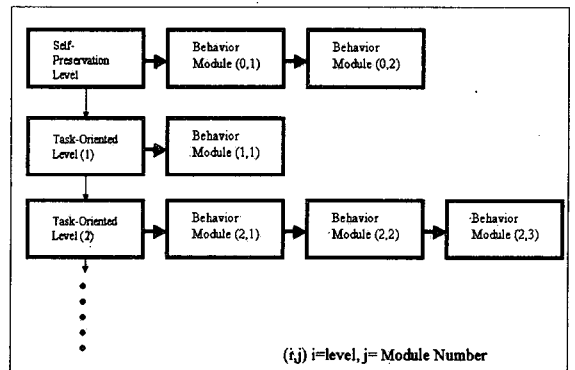 Self-
Preservation
Level
Behavior
Module (0,1)
Behavior
Module (0,2)
Task-Oriented
Level (1)
Behavior
Module (1,1)
Task-Oriented
Level (2)
Behavior
Module (2,1)
Behavior
Module (2,2)
Behavior
Module (2,3)
(i,j) i=level, j= Module Number